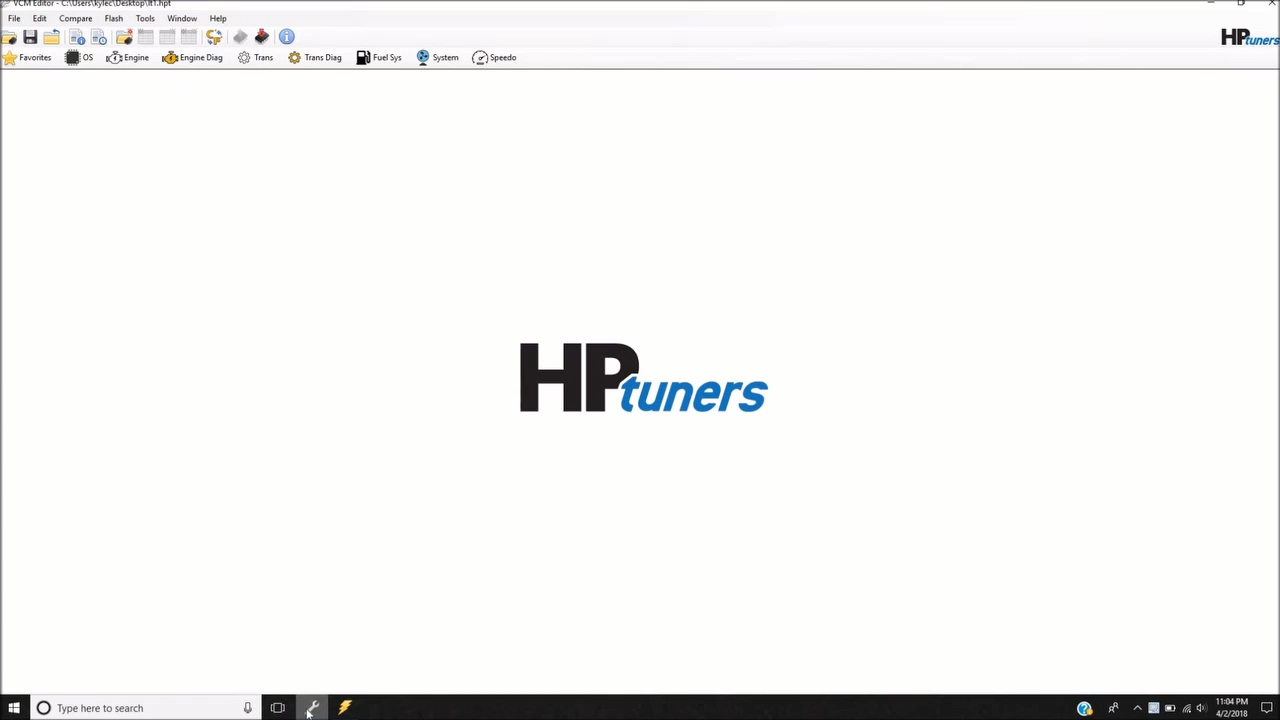 VCM Editor - C:\Users\kylec\Desktop\lt1.hpt
File Edit Compare Flash Tools Window Help
HPtuners
Favorites OS Engine Engine Diag Trans Trans Diag Fuel Sys System Speedo
HPtuners
Type here to search
11:04 PM
4/2/2018